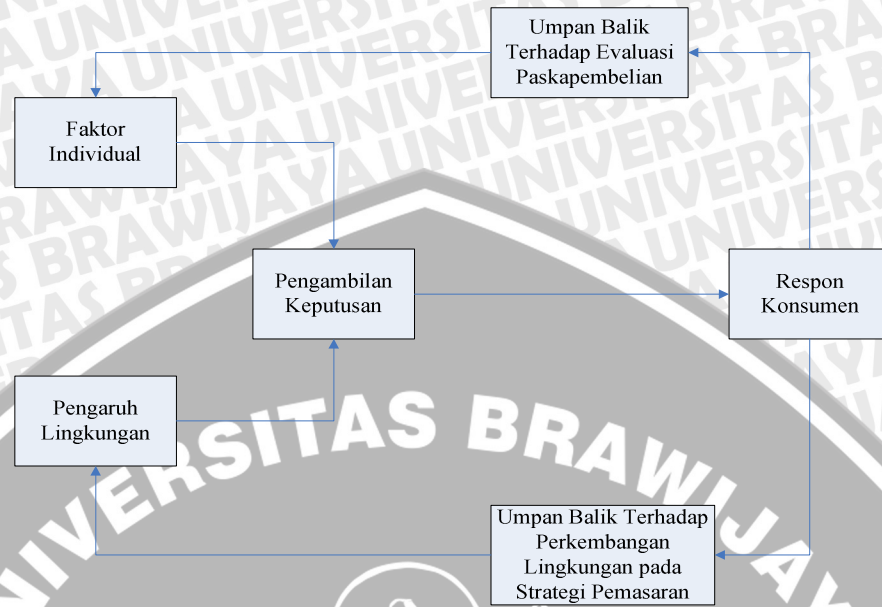 Umpan Balik
Terhadap Evaluasi
Paskapembelian
Faktor
Individual
Pengambilan
Keputusan
Respon
Konsumen
Pengaruh
Lingkungan
Umpan Balik Terhadap
Perkembangan
Lingkungan pada
Strategi Pemasaran
UNIVERSITAS BRAWIJAYA